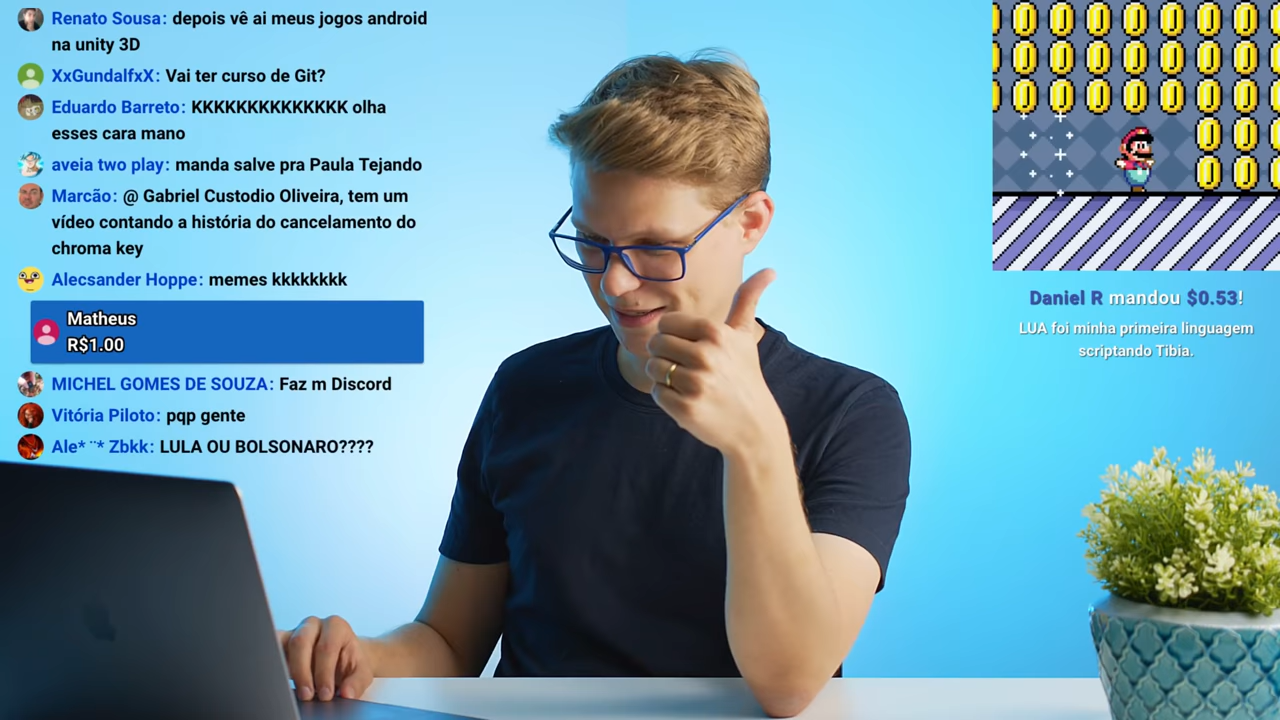 Renato Sousa: depois vê ai meus jogos android
na unity 3D
XxGundalfxX: Vai ter curso de Git?
Eduardo Barreto: KKKKKKKKKKKKKK olha
esses cara mano
aveia two play: manda salve pra Paula Tejando
Marcão: @ Gabriel Custodio Oliveira, tem um
vídeo contando a história do cancelamento do
chroma key
Alecsander Hoppe: memes kkkkkkkk
Matheus
R$1.00
MICHEL GOMES DE SOUZA: Faz m Discord
Vitória Piloto: pqp gente
Ale* ¨* Zbkk: LULA OU BOLSONARO????
Daniel R mandou $0.53!
LUA foi minha primeira linguagem
scriptando Tibia.